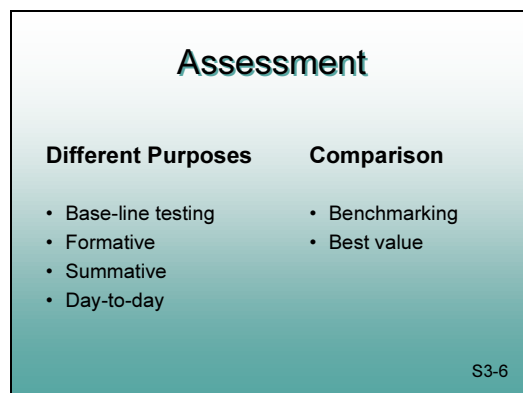 Assessment
Different Purposes
• Base-line testing
• Formative
• Summative
• Day-to-day
Comparison
• Benchmarking
• Best value
S3-6